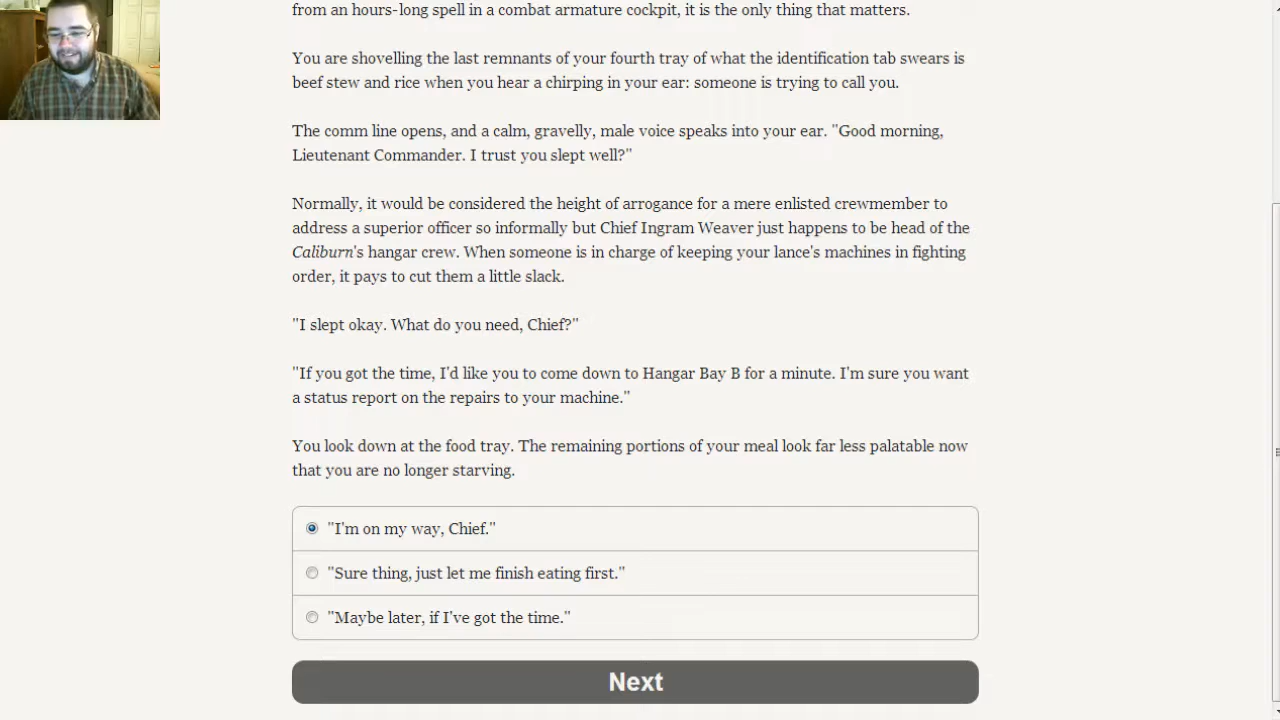 from an hours-long spell in a combat armature cockpit, it is the only thing that matters.
You are shovelling the last remnants of your fourth tray of what the identification tab swears is
beef stew and rice when you hear a chirping in your ear: someone is trying to call you.
The comm line opens, and a calm, gravelly, male voice speaks into your ear. "Good morning,
Lieutenant Commander. I trust you slept well?"
Normally, it would be considered the height of arrogance for a mere enlisted crewmember to
address a superior officer so informally but Chief Ingram Weaver just happens to be head of the
Caliburn's hangar crew. When someone is in charge of keeping your lance's machines in fighting
order, it pays to cut them a little slack.
"I slept okay. What do you need, Chief?"
"If you got the time, I'd like you to come down to Hangar Bay B for a minute. I'm sure you want
a status report on the repairs to your machine."
You look down at the food tray. The remaining portions of your meal look far less palatable now
that you are no longer starving.
"I'm on my way, Chief."
"Sure thing, just let me finish eating first."
"Maybe later, if I've got the time."
Next